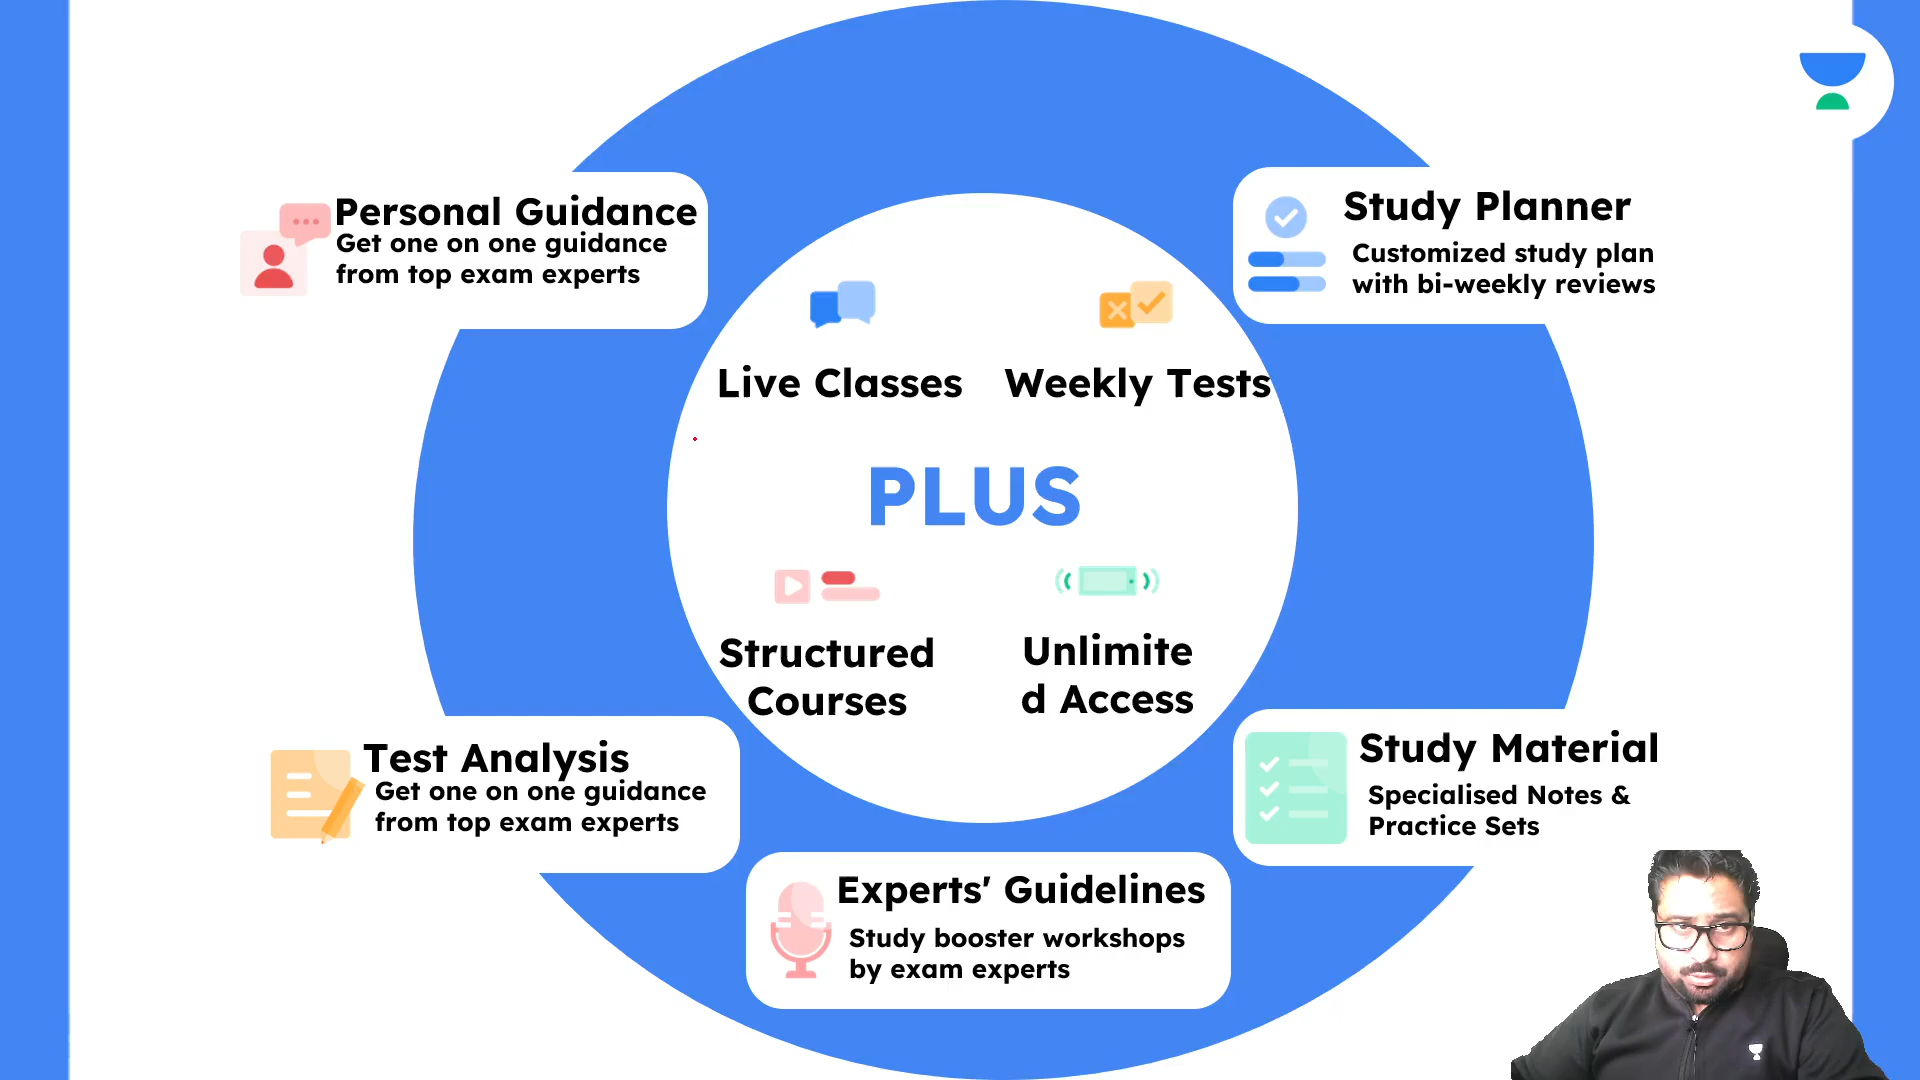 Personal Guidance
Get one on one guidance
from top exam experts
Study Planner
Customized study plan
with bi-weekly reviews
Live Classes
Weekly Tests
PLUS
Structured
Courses
Unlimite
d Access
Test Analysis
Get one on one guidance
from top exam experts
Study Material
Specialised Notes &
Practice Sets
Experts' Guidelines
Study booster workshops
by exam experts